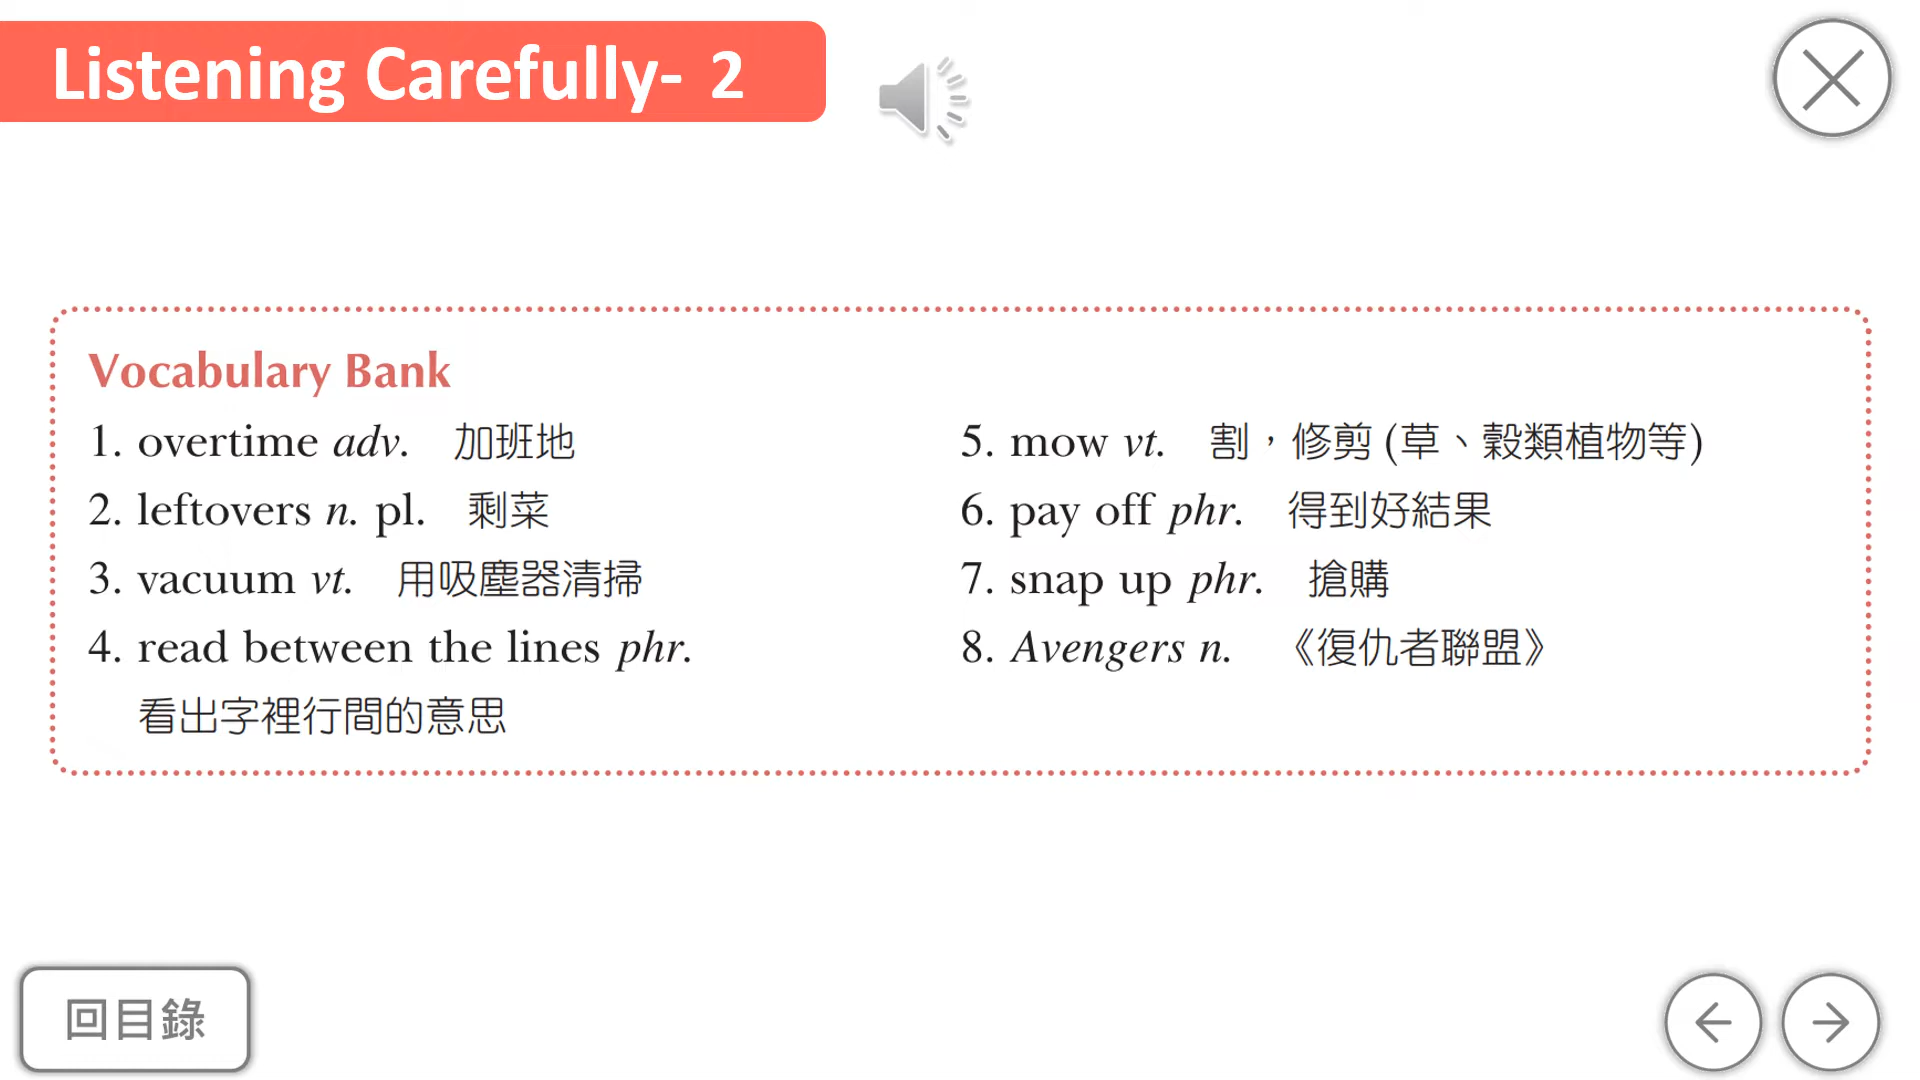 Listening Carefully- 2
Vocabulary Bank
1. overtime adv. 加班地
2. leftovers n. pl. 剩菜
3. vacuum vt. 用吸塵器清掃
4. read between the lines phr.
看出字裡行間的意思
5. mow vt. 割，修剪 (草、穀類植物等)
6. pay off phr. 得到好結果
7. snap up phr. 搶購
8. Avengers n. 《復仇者聯盟》
回目錄